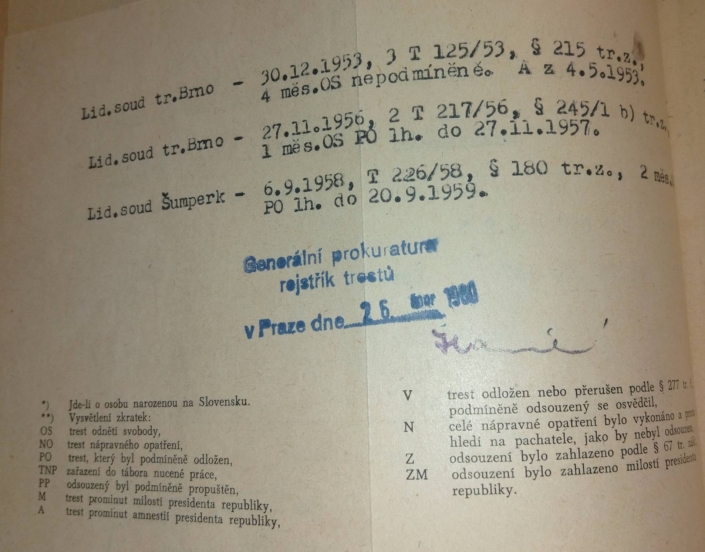 Lid.soud tr.Brno - 30.12.1953, 3 T 125/53, § 215 tr.z.,
4 měs.OS nepodmíněné. A z 4.5.1953.
Lid.soud tr.Brno - 27.11.1956, 2 T 217/56, § 245/1 b) tr.z.,
1 měs.OS PO lh. do 27.11.1957.
Lid.soud Šumperk - 6.9.1958, T 226/58, § 180 tr.z., 2 měs.
PO lh. do 20.9.1959.
Generální prokuratura
rejstřík trestů
v Praze dne 26. únor 1960
*) Jde-li o osobu narozenou na Slovensku.
**) Vysvětlení zkratek:
OS trest odnětí svobody,
NO trest nápravného opatření,
PO trest, který byl podmíněně odložen,
TNP zařazení do tábora nucené práce,
PP odsouzený byl podmíněně propuštěn,
M trest prominut milostí presidenta republiky,
A trest prominut amnestií presidenta republiky,
V trest odložen nebo přerušen podle § 277 tr.
podmíněně odsouzený se osvědčil,
N celé nápravné opatření bylo vykonáno a
hledí na pachatele, jako by nebyl odsouzen,
Z odsouzení bylo zahlazeno podle § 67 tr.
ZM odsouzení bylo zahlazeno milostí presidenta
republiky.